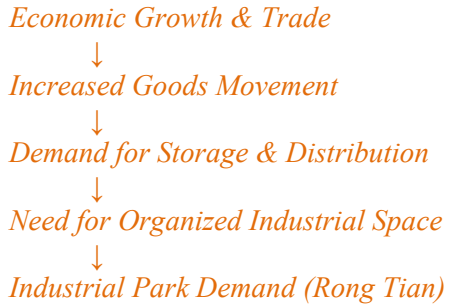 Economic Growth & Trade
↓
Increased Goods Movement
↓
Demand for Storage & Distribution
↓
Need for Organized Industrial Space
↓
Industrial Park Demand (Rong Tian)